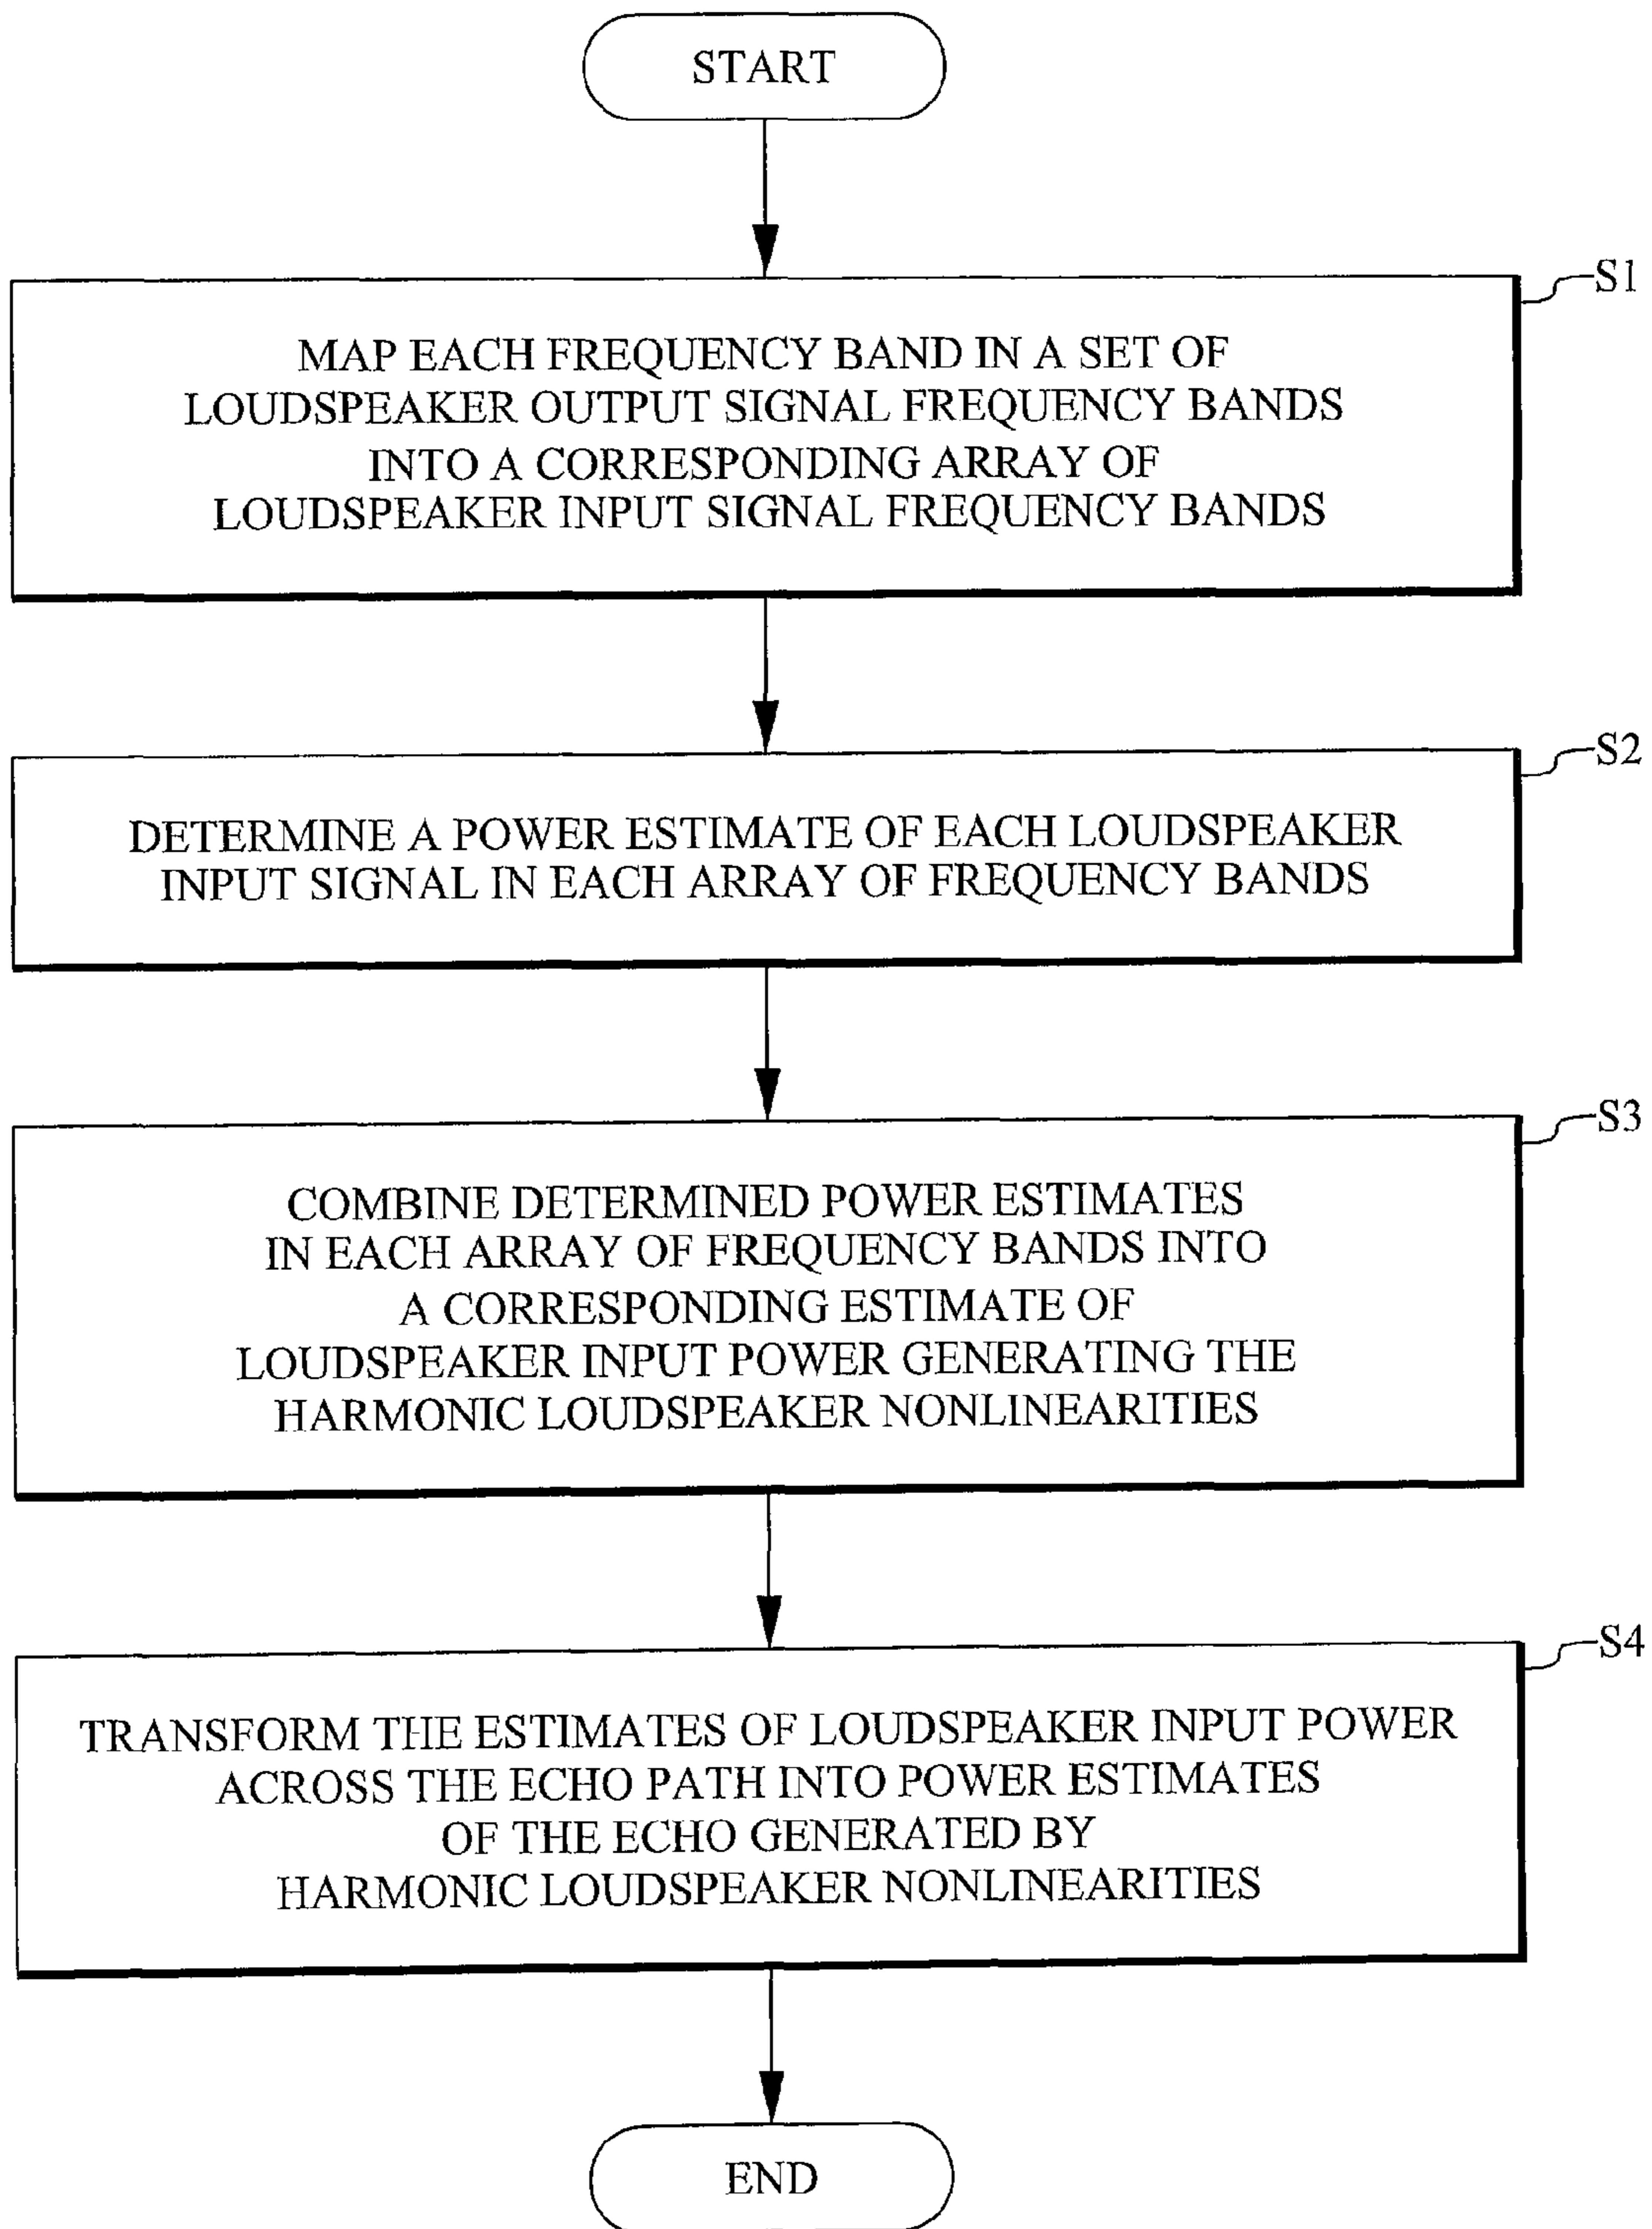 START
S1
MAP EACH FREQUENCY BAND IN A SET OF
LOUDSPEAKER OUTPUT SIGNAL FREQUENCY BANDS
INTO A CORRESPONDING ARRAY OF
LOUDSPEAKER INPUT SIGNAL FREQUENCY BANDS
S2
DETERMINE A POWER ESTIMATE OF EACH LOUDSPEAKER
INPUT SIGNAL IN EACH ARRAY OF FREQUENCY BANDS
S3
COMBINE DETERMINED POWER ESTIMATES
IN EACH ARRAY OF FREQUENCY BANDS INTO
A CORRESPONDING ESTIMATE OF
LOUDSPEAKER INPUT POWER GENERATING THE
HARMONIC LOUDSPEAKER NONLINEARITIES
S4
TRANSFORM THE ESTIMATES OF LOUDSPEAKER INPUT POWER
ACROSS THE ECHO PATH INTO POWER ESTIMATES
OF THE ECHO GENERATED BY
HARMONIC LOUDSPEAKER NONLINEARITIES
END